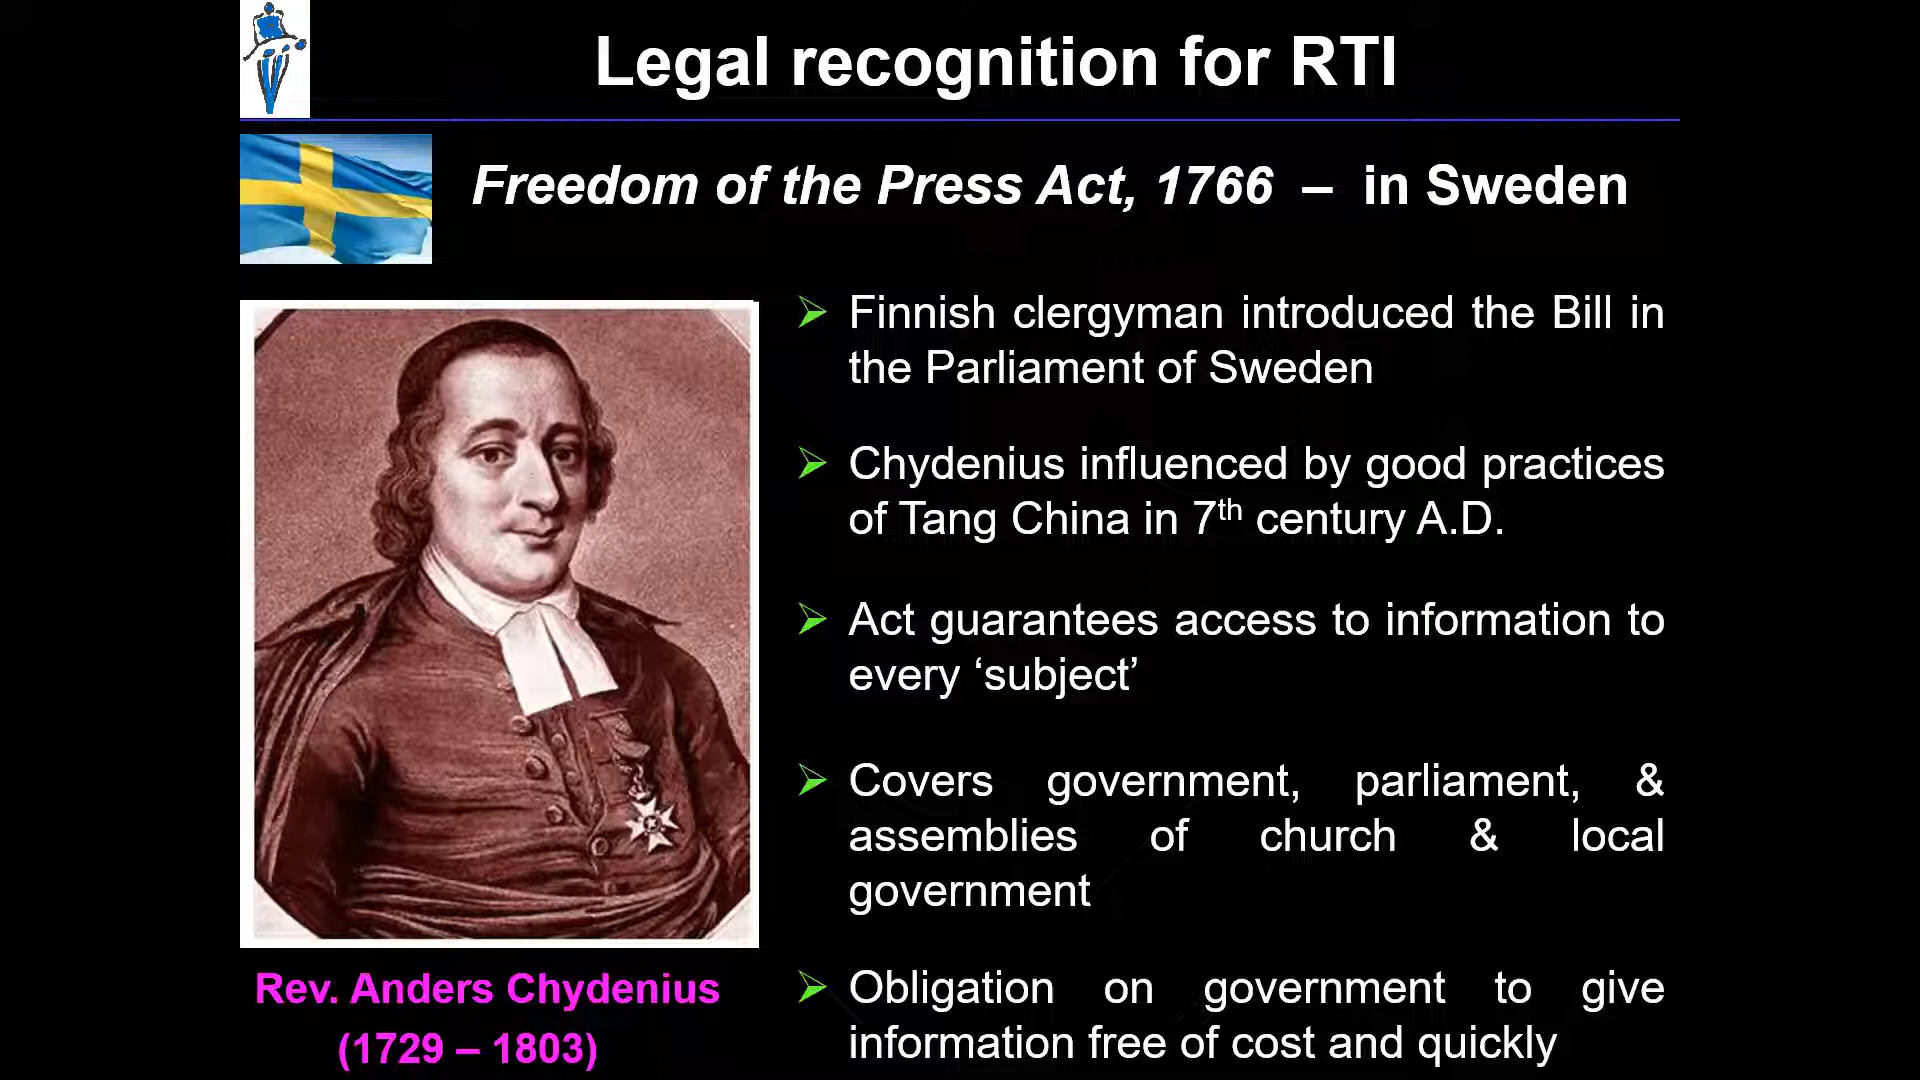 Legal recognition for RTI
Freedom of the Press Act, 1766 – in Sweden
Finnish clergyman introduced the Bill in
the Parliament of Sweden
Chydenius influenced by good practices
of Tang China in 7th century A.D.
Act guarantees access to information to
every ‘subject’
Covers government, parliament, &
assemblies of church & local
government
Obligation on government to give
information free of cost and quickly
Rev. Anders Chydenius
(1729 – 1803)